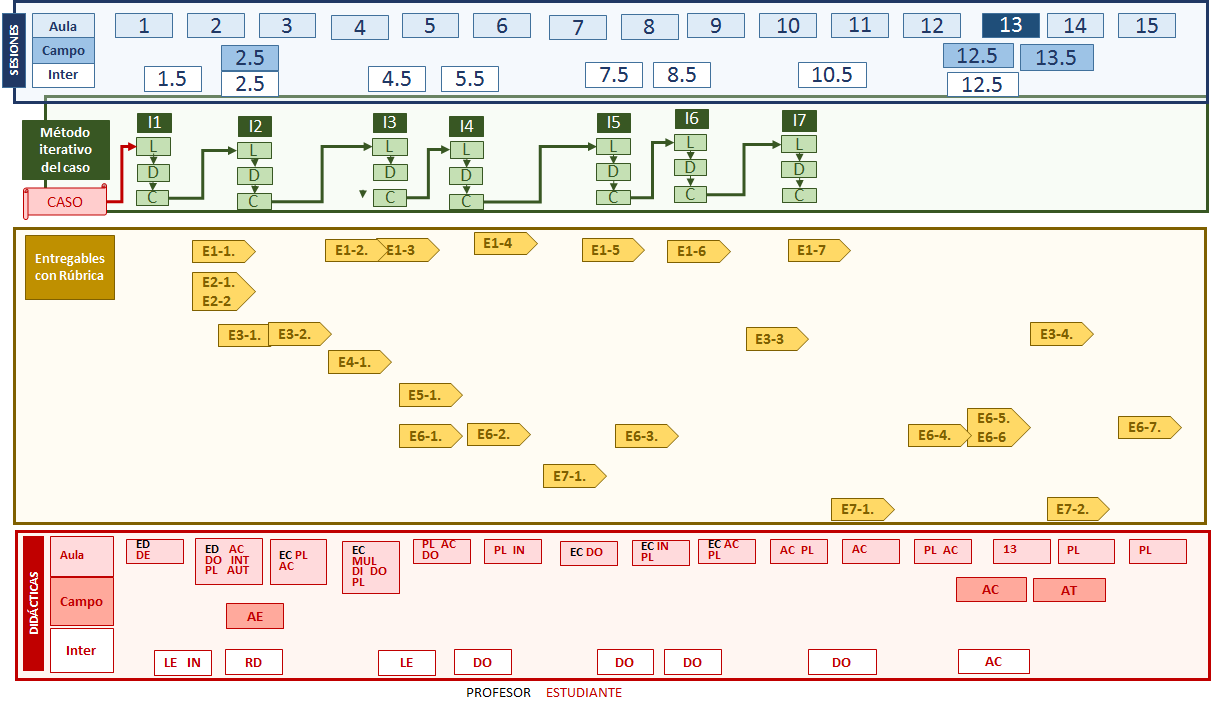 SESIONES
Aula
1
2
3
4
5
6
7
8
9
10
11
12
13
14
15
Campo
2.5
12.5
13.5
Inter
1.5
2.5
4.5
5.5
7.5
8.5
10.5
12.5
Método
iterativo
del caso
CASO
I1
L
D
C
I2
L
D
C
I3
L
D
C
I4
L
D
C
I5
L
D
C
I6
L
D
C
I7
L
D
C
Entregables
con Rúbrica
E1-1.
E1-2.
E1-3
E1-4
E1-5
E1-6
E1-7
E2-1.
E2-2
E3-1.
E3-2.
E3-3
E3-4.
E4-1.
E5-1.
E6-1.
E6-2.
E6-3.
E6-4.
E6-5.
E6-6
E6-7.
E7-1.
E7-1.
E7-2.
DIDÁCTICAS
Aula
ED
DE
ED AC
DO INT
PL AUT
EC PL
AC
EC
MUL
DI DO
PL
PL AC
DO
PL IN
EC DO
EC IN
PL
EC AC
PL
AC PL
AC
PL AC
13
PL
PL
Campo
AE
AC
AT
Inter
LE IN
RD
LE
DO
DO
DO
DO
AC
PROFESOR ESTUDIANTE